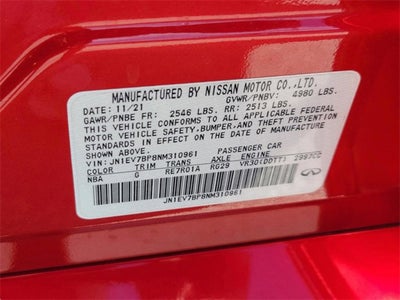 MANUFACTURED BY NISSAN MOTOR CO.,LTD.
DATE: 11/21 GVWR/PNBV: 4980 LBS.
GAWR/PNBE FR: 2546 LBS. RR: 2513 LBS.
THIS VEHICLE CONFORMS TO ALL APPLICABLE FEDERAL
MOTOR VEHICLE SAFETY, BUMPER, AND THEFT PREVENTION
STANDARDS IN EFFECT ON THE DATE OF MANUFACTURE
SHOWN ABOVE.
VIN: JN1EV7BP8NM310961 PASSENGER CAR
COLOR TRIM TRANS AXLE ENGINE
NBA G RE7R01A RG29 VR30(DDTT) 2997CC
JN1EV7BP8NM310961